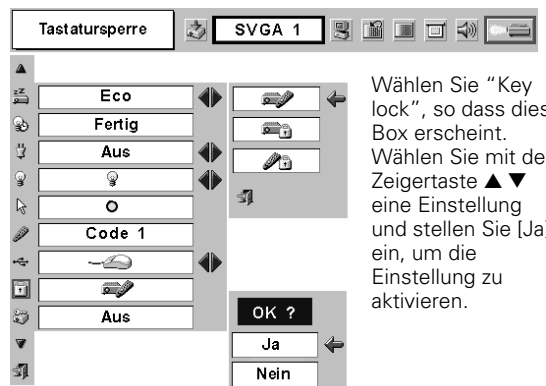 Tastatursperre
SVGA 1
Eco
Fertig
Aus
Code 1
Aus
OK ?
Ja
Nein
Wählen Sie “Key
lock”, so dass dies
Box erscheint.
Wählen Sie mit de
Zeigertaste ▲ ▼
eine Einstellung
und stellen Sie [Ja]
ein, um die
Einstellung zu
aktivieren.